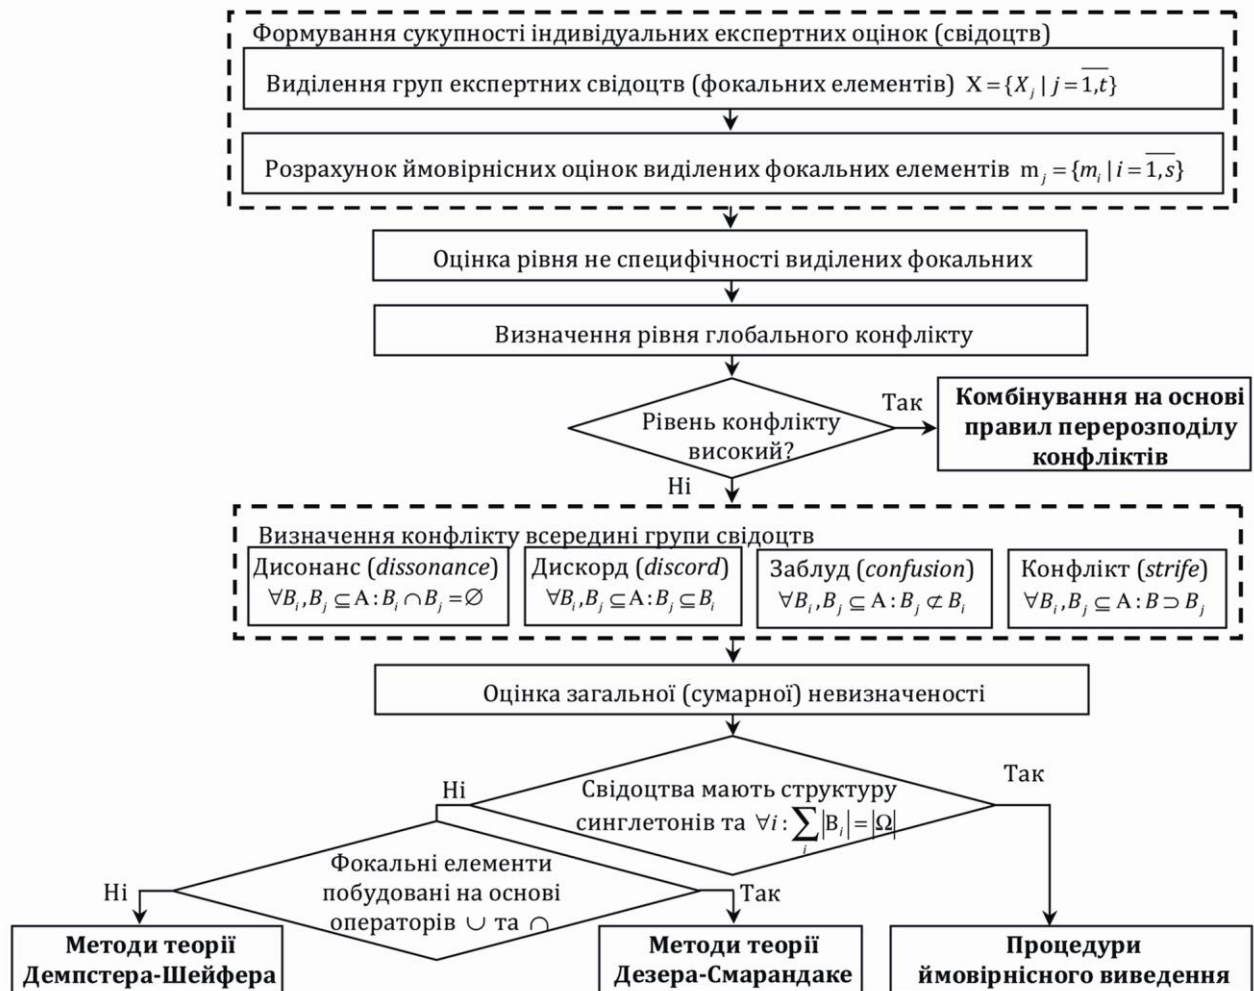 Формування сукупності індивідуальних експертних оцінок (свідоцтв)
Виділення груп експертних свідоцтв (фокальних елементів) X = {X_j | j = \overline{1,t}}
Розрахунок ймовірнісних оцінок виділених фокальних елементів m_j = {m_i | i = \overline{1,s}}
Оцінка рівня не специфічності виділених фокальних
Визначення рівня глобального конфлікту
Рівень конфлікту
високий?
Так
Комбінування на основі
правил перерозподілу
конфліктів
Ні
Визначення конфлікту всередині групи свідоцтв
Дисонанс (dissonance)
∀B_i, B_j ⊆ A : B_i ∩ B_j = ∅
Дискорд (discord)
∀B_i, B_j ⊆ A : B_j ⊆ B_i
Заблуд (confusion)
∀B_i, B_j ⊆ A : B_j ⊄ B_i
Конфлікт (strife)
∀B_i, B_j ⊆ A : B ⊃ B_j
Оцінка загальної (сумарної) невизначеності
Свідоцтва мають структуру
синглетонів та ∀i : ∑_i |B_i| = |Ω|
Ні
Так
Фокальні елементи
побудовані на основі
операторів ∪ та ∩
Ні
Так
Методи теорії
Демпстера-Шейфера
Методи теорії
Дезера-Смарандаке
Процедури
ймовірнісного виведення